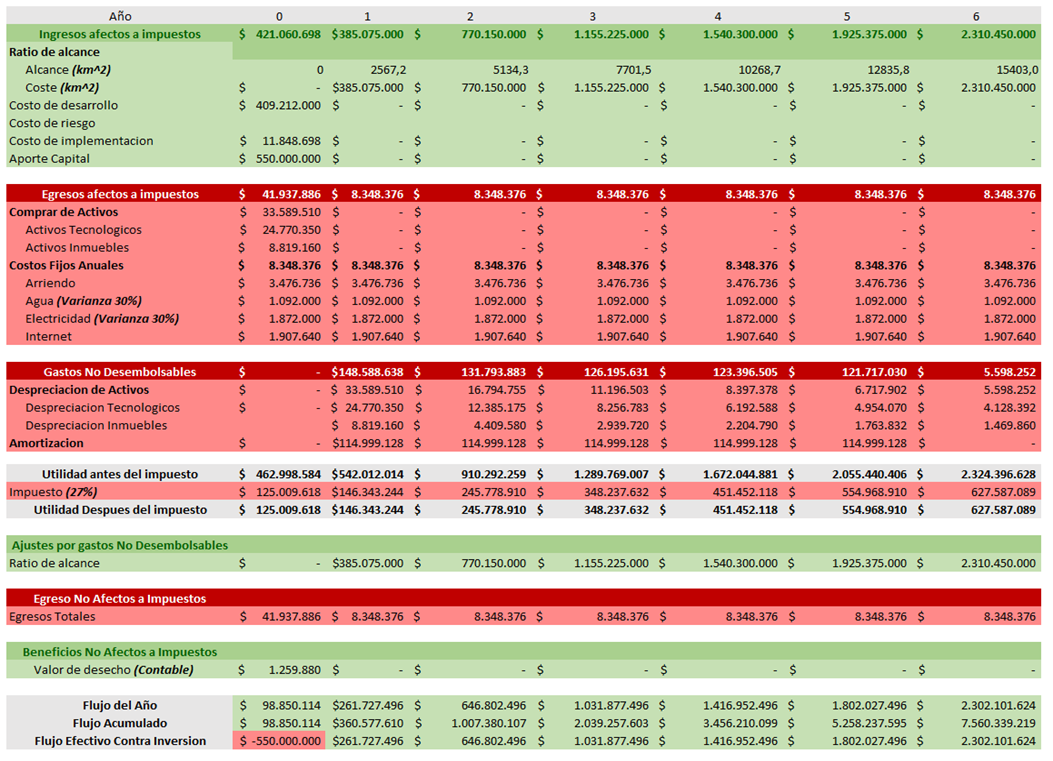 Año 0 1 2 3 4 5 6
Ingresos afectos a impuestos $ 421.060.698 $385.075.000 $ 770.150.000 $ 1.155.225.000 $ 1.540.300.000 $ 1.925.375.000 $ 2.310.450.000
Ratio de alcance
Alcance (km^2) 0 2567,2 5134,3 7701,5 10268,7 12835,8 15403,0
Coste (km^2) $ - $385.075.000 $ 770.150.000 $ 1.155.225.000 $ 1.540.300.000 $ 1.925.375.000 $ 2.310.450.000
Costo de desarrollo $ 409.212.000 $ - $ - $ - $ - $ - $ -
Costo de riesgo
Costo de implementacion $ 11.848.698 $ - $ - $ - $ - $ - $ -
Aporte Capital $ 550.000.000 $ - $ - $ - $ - $ - $ -
Egresos afectos a impuestos $ 41.937.886 $ 8.348.376 $ 8.348.376 $ 8.348.376 $ 8.348.376 $ 8.348.376 $ 8.348.376
Comprar de Activos $ 33.589.510 $ - $ - $ - $ - $ - $ -
Activos Tecnologicos $ 24.770.350 $ - $ - $ - $ - $ - $ -
Activos Inmuebles $ 8.819.160 $ - $ - $ - $ - $ - $ -
Costos Fijos Anuales $ 8.348.376 $ 8.348.376 $ 8.348.376 $ 8.348.376 $ 8.348.376 $ 8.348.376 $ 8.348.376
Arriendo $ 3.476.736 $ 3.476.736 $ 3.476.736 $ 3.476.736 $ 3.476.736 $ 3.476.736 $ 3.476.736
Agua (Varianza 30%) $ 1.092.000 $ 1.092.000 $ 1.092.000 $ 1.092.000 $ 1.092.000 $ 1.092.000 $ 1.092.000
Electricidad (Varianza 30%) $ 1.872.000 $ 1.872.000 $ 1.872.000 $ 1.872.000 $ 1.872.000 $ 1.872.000 $ 1.872.000
Internet $ 1.907.640 $ 1.907.640 $ 1.907.640 $ 1.907.640 $ 1.907.640 $ 1.907.640 $ 1.907.640
Gastos No Desembolsables $ - $148.588.638 $ 131.793.883 $ 126.195.631 $ 123.396.505 $ 121.717.030 $ 5.598.252
Despreciacion de Activos $ - $ 33.589.510 $ 16.794.755 $ 11.196.503 $ 8.397.378 $ 6.717.902 $ 5.598.252
Despreciacion Tecnologicos $ - $ 24.770.350 $ 12.385.175 $ 8.256.783 $ 6.192.588 $ 4.954.070 $ 4.128.392
Despreciacion Inmuebles $ 8.819.160 $ 4.409.580 $ 2.939.720 $ 2.204.790 $ 1.763.832 $ 1.469.860
Amortizacion $ - $114.999.128 $ 114.999.128 $ 114.999.128 $ 114.999.128 $ 114.999.128 $ -
Utilidad antes del impuesto $ 462.998.584 $542.012.014 $ 910.292.259 $ 1.289.769.007 $ 1.672.044.881 $ 2.055.440.406 $ 2.324.396.628
Impuesto (27%) $ 125.009.618 $146.343.244 $ 245.778.910 $ 348.237.632 $ 451.452.118 $ 554.968.910 $ 627.587.089
Utilidad Despues del impuesto $ 125.009.618 $146.343.244 $ 245.778.910 $ 348.237.632 $ 451.452.118 $ 554.968.910 $ 627.587.089
Ajustes por gastos No Desembolsables
Ratio de alcance $ - $385.075.000 $ 770.150.000 $ 1.155.225.000 $ 1.540.300.000 $ 1.925.375.000 $ 2.310.450.000
Egreso No Afectos a Impuestos
Egresos Totales $ 41.937.886 $ 8.348.376 $ 8.348.376 $ 8.348.376 $ 8.348.376 $ 8.348.376 $ 8.348.376
Beneficios No Afectos a Impuestos
Valor de desecho (Contable) $ 1.259.880 $ - $ - $ - $ - $ - $ -
Flujo del Año $ 98.850.114 $261.727.496 $ 646.802.496 $ 1.031.877.496 $ 1.416.952.496 $ 1.802.027.496 $ 2.302.101.624
Flujo Acumulado $ 98.850.114 $360.577.610 $ 1.007.380.107 $ 2.039.257.603 $ 3.456.210.099 $ 5.258.237.595 $ 7.560.339.219
Flujo Efectivo Contra Inversion $ -550.000.000 $261.727.496 $ 646.802.496 $ 1.031.877.496 $ 1.416.952.496 $ 1.802.027.496 $ 2.302.101.624